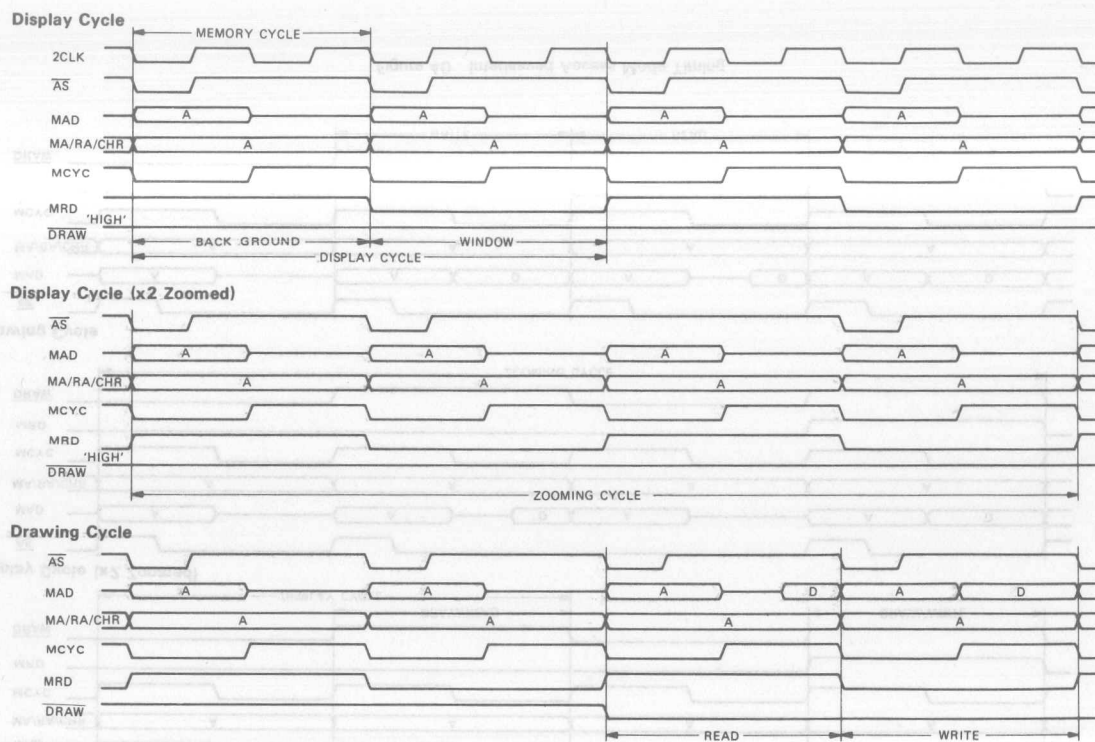 Display Cycle
MEMORY CYCLE
2CLK
AS
MAD A A A A
MA/RA/CHR A A A A
MCYC
MRD
'HIGH'
DRAW
BACK GROUND WINDOW
DISPLAY CYCLE
Display Cycle (x2 Zoomed)
AS
MAD A A A A
MA/RA/CHR A A A A
MCYC
MRD
'HIGH'
DRAW
ZOOMING CYCLE
Drawing Cycle
AS
MAD A A A D A D
MA/RA/CHR A A A A
MCYC
MRD
DRAW
READ WRITE